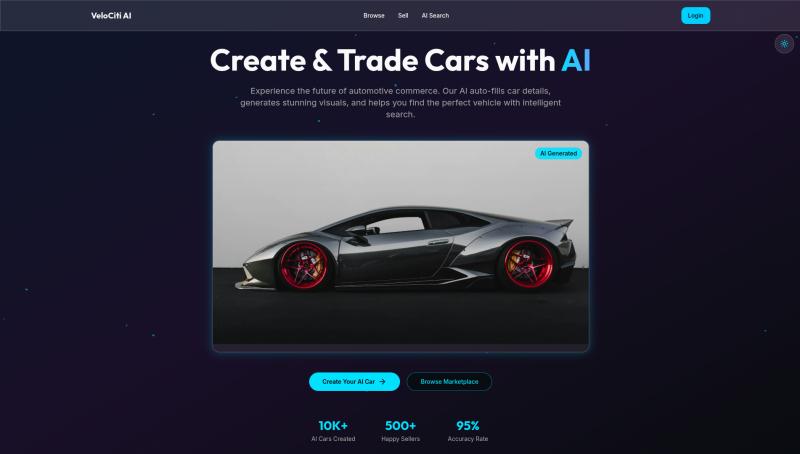 VeloCiti AI
Browse Sell AI Search
Login
Create & Trade Cars with AI
Experience the future of automotive commerce. Our AI auto-fills car details,
generates stunning visuals, and helps you find the perfect vehicle with intelligent
search.
AI Generated
Create Your AI Car →
Browse Marketplace
10K+ 500+ 95%
AI Cars Created Happy Sellers Accuracy Rate